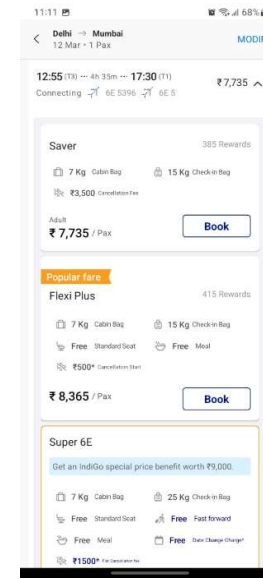 11:11
68%
Delhi → Mumbai
12 Mar • 1 Pax
MODIF
12:55 (T3) --- 4h 35m --- 17:30 (T1)
₹7,735
Connecting 6E 5396 6E 5
Saver
385 Rewards
7 Kg Cabin Bag
15 Kg Check-in Bag
₹3,500 Cancellation Fee
Adult
₹ 7,735 / Pax
Book
Popular fare
Flexi Plus
415 Rewards
7 Kg Cabin Bag
15 Kg Check-in Bag
Free Standard Seat
Free Meal
₹500* Cancellation Start
₹ 8,365 / Pax
Book
Super 6E
Get an IndiGo special price benefit worth ₹9,000.
7 Kg Cabin Bag
25 Kg Check-in Bag
Free Standard Seat
Free Fast forward
Free Meal
Free Date Change Charge*
₹1500*